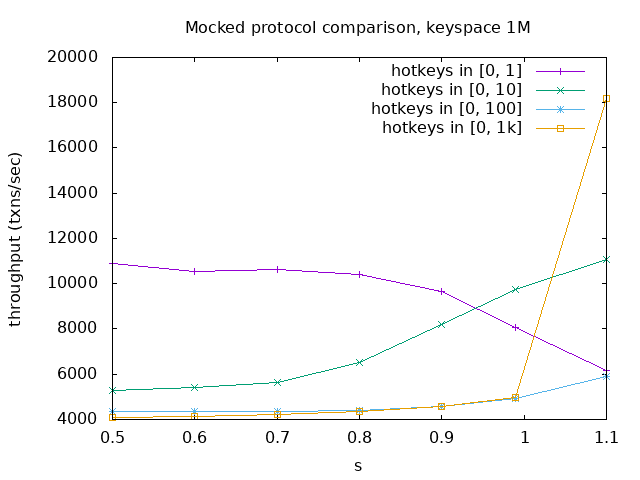 Mocked protocol comparison, keyspace 1M
20000
18000
16000
14000
12000
10000
8000
6000
4000
throughput (txns/sec)
hotkeys in [0, 1]
hotkeys in [0, 10]
hotkeys in [0, 100]
hotkeys in [0, 1k]
0.5 0.6 0.7 0.8 0.9 1 1.1
s